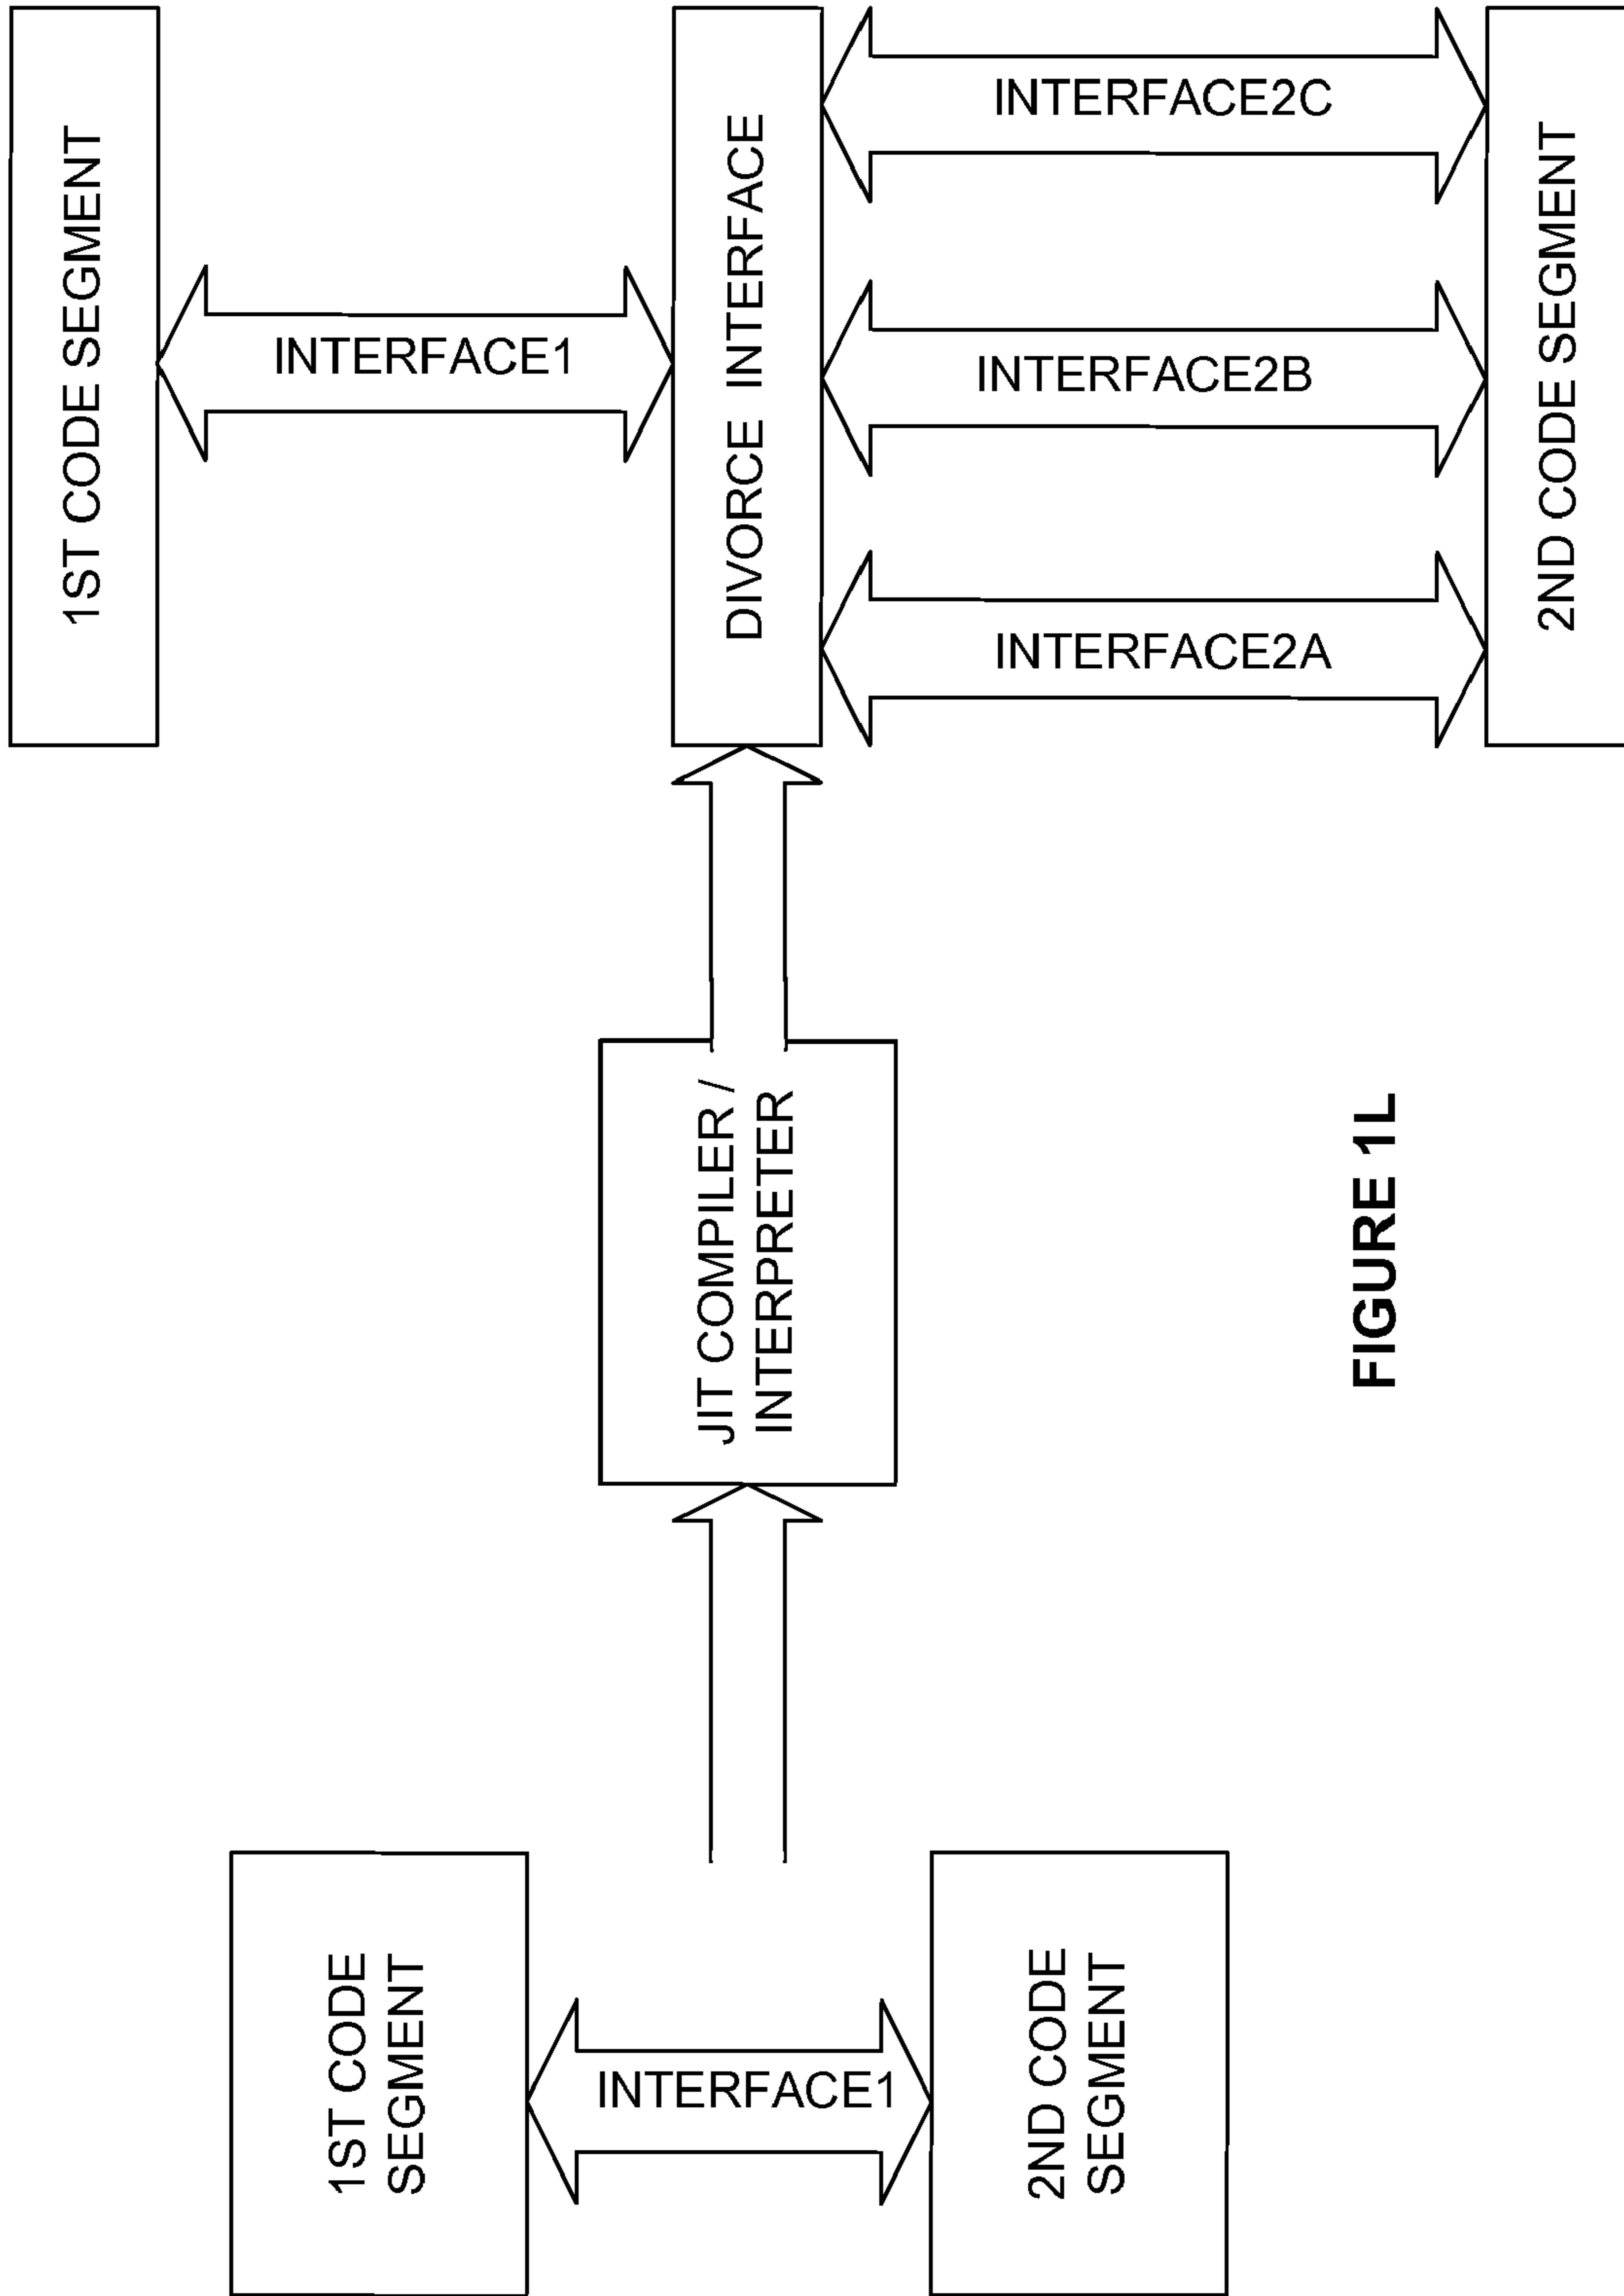 1ST CODE
SEGMENT
INTERFACE1
2ND CODE
SEGMENT
JIT COMPILER /
INTERPRETER
1ST CODE SEGMENT
INTERFACE1
DIVORCE INTERFACE
INTERFACE2A
INTERFACE2B
INTERFACE2C
2ND CODE SEGMENT
FIGURE 1L